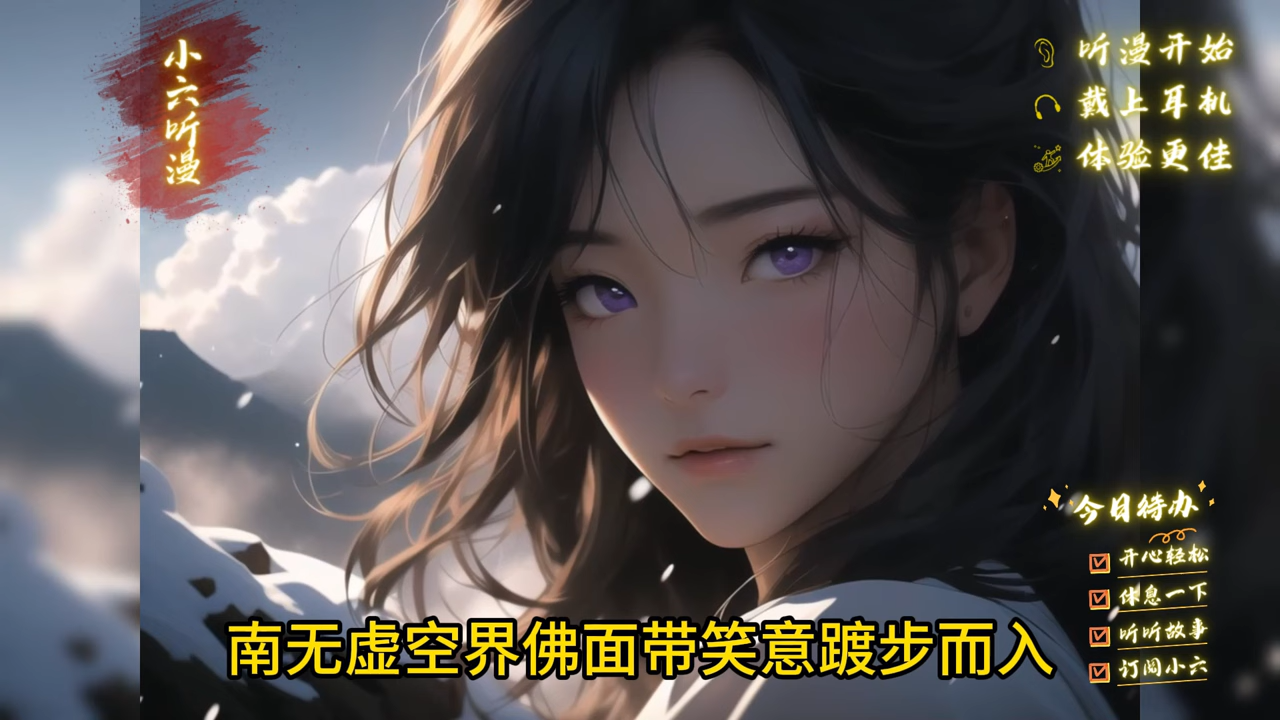 小六听漫
听漫开始
戴上耳机
体验更佳
今日待办
开心轻松
休息一下
听听故事
订阅小六
南无虚空界佛面带笑意踱步而入